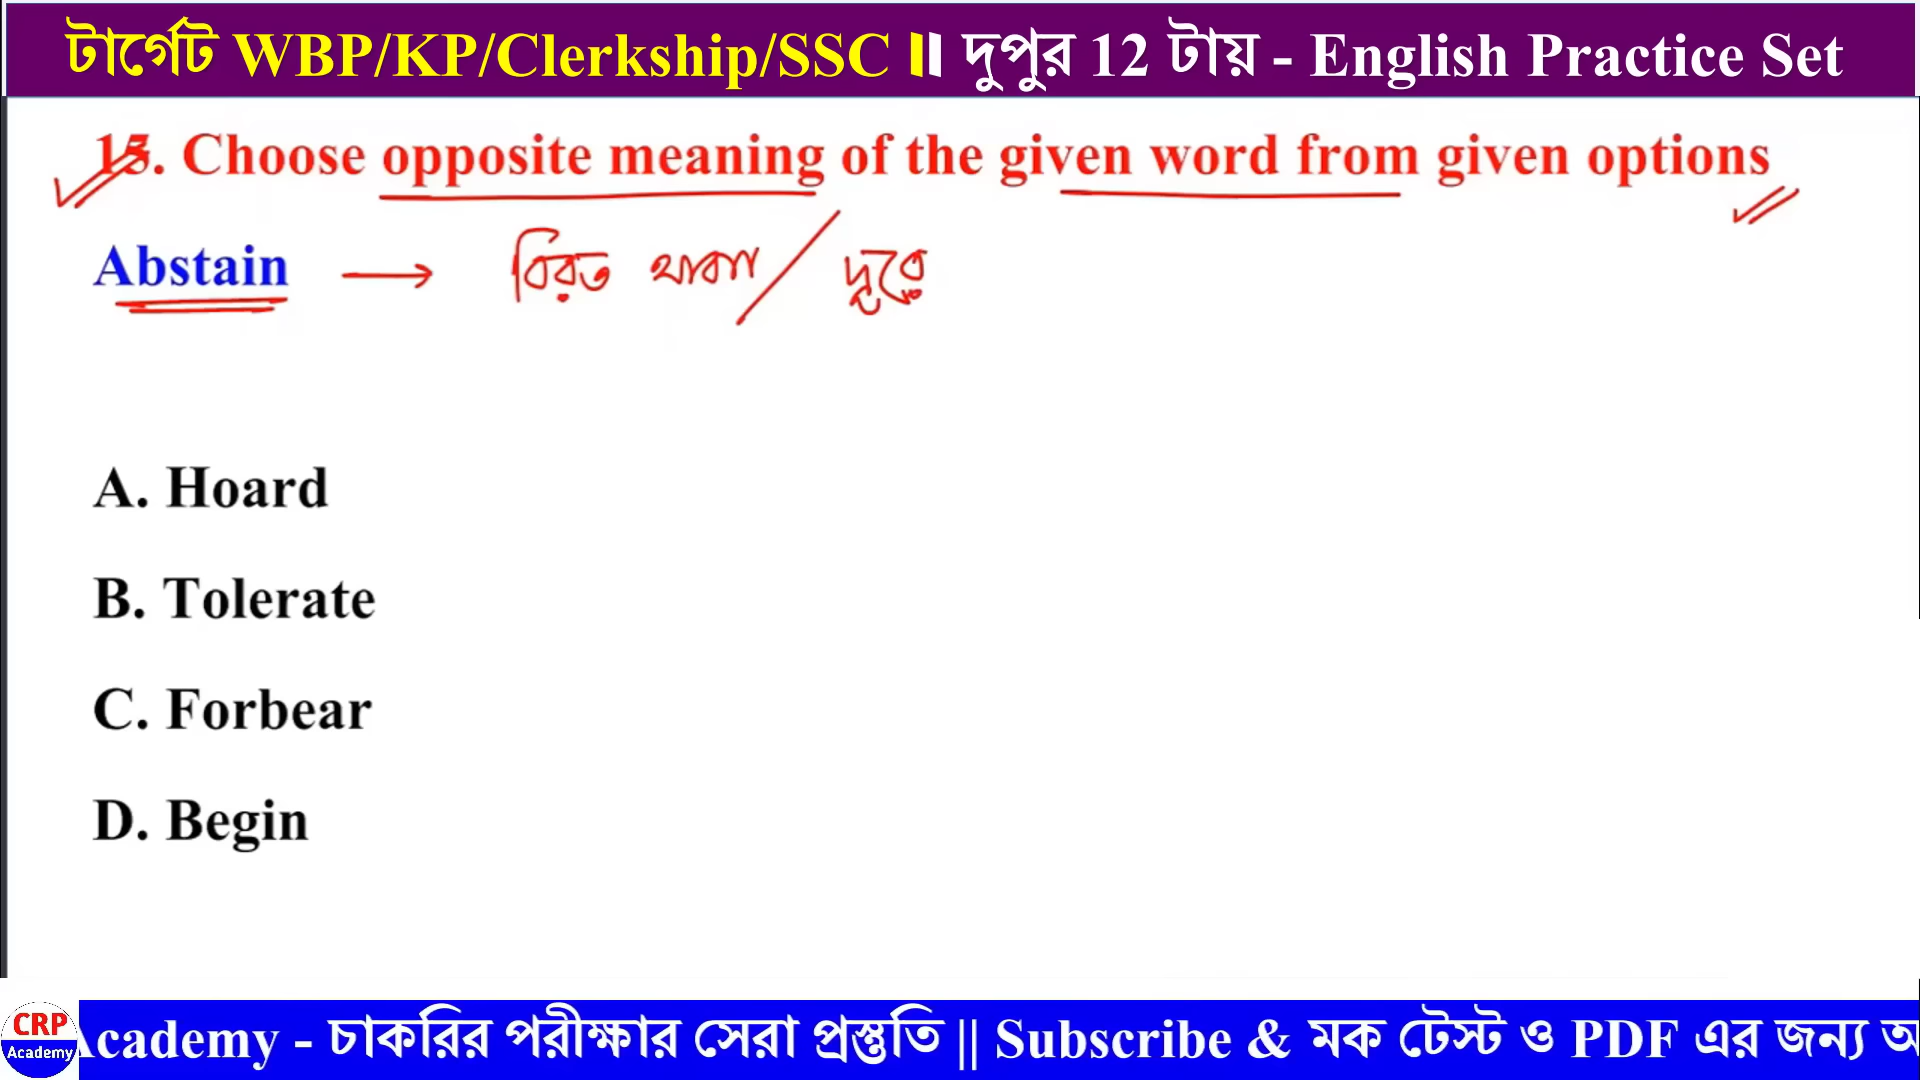 টার্গেট WBP/KP/Clerkship/SSC ॥ দুপুর 12 টায় - English Practice Set
15. Choose opposite meaning of the given word from given options
Abstain → বিরত থাকা / দূরে
A. Hoard
B. Tolerate
C. Forbear
D. Begin
CRP
Academy
Academy - চাকরির পরীক্ষার সেরা প্রস্তুতি || Subscribe & মক টেস্ট ও PDF এর জন্য